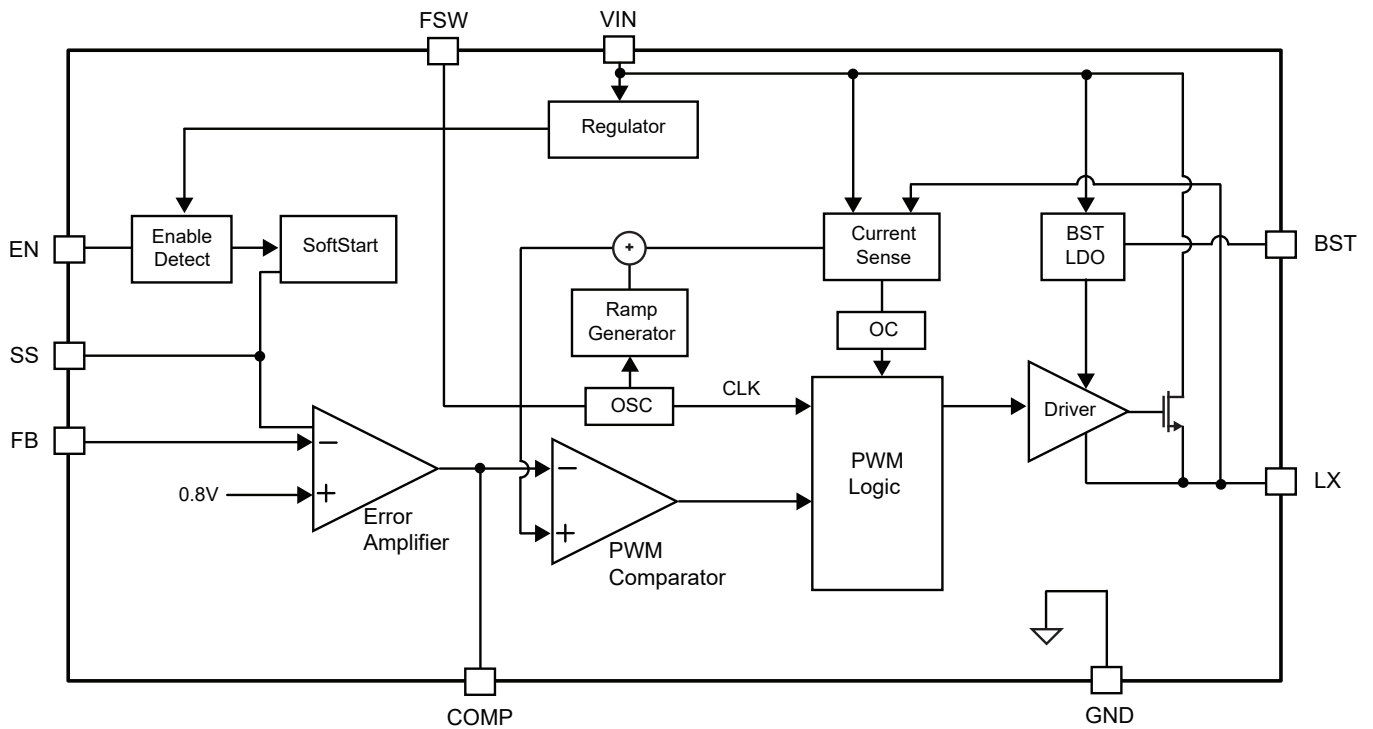 FSW
VIN
Regulator
EN
Enable
Detect
SoftStart
+
Current
Sense
BST
LDO
BST
Ramp
Generator
OC
SS
OSC
CLK
Driver
FB
−
0.8V
+
Error
Amplifier
−
+
PWM
Comparator
PWM
Logic
LX
COMP
GND